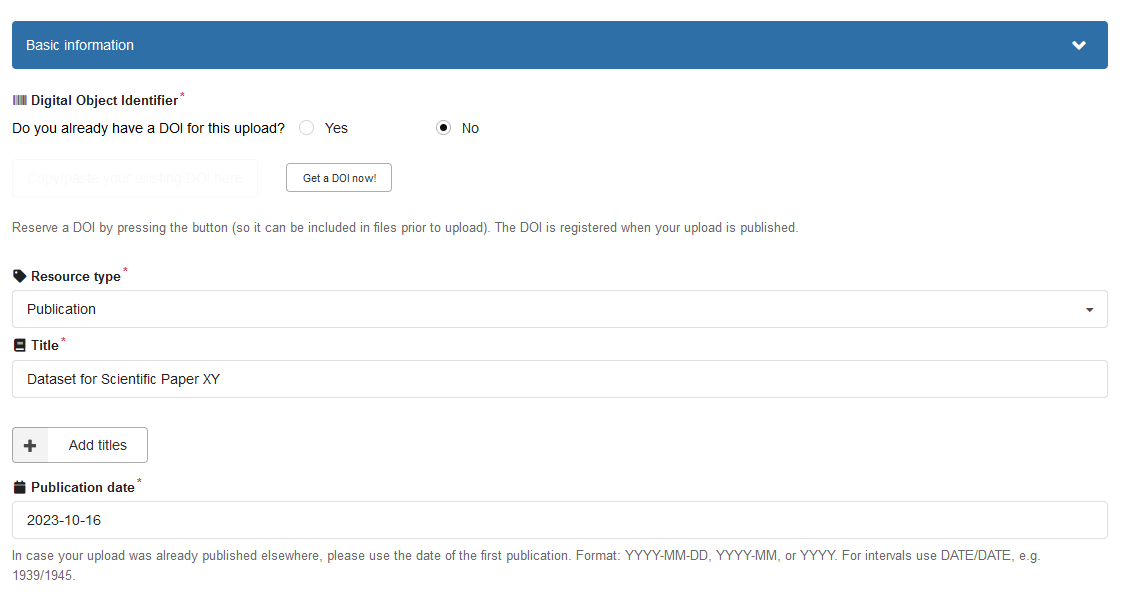 Basic information
Digital Object Identifier*
Do you already have a DOI for this upload? Yes No
Copy/paste your existing DOI here Get a DOI now!
Reserve a DOI by pressing the button (so it can be included in files prior to upload). The DOI is registered when your upload is published.
Resource type*
Publication
Title*
Dataset for Scientific Paper XY
Add titles
Publication date*
2023-10-16
In case your upload was already published elsewhere, please use the date of the first publication. Format: YYYY-MM-DD, YYYY-MM, or YYYY. For intervals use DATE/DATE, e.g.
1939/1945.